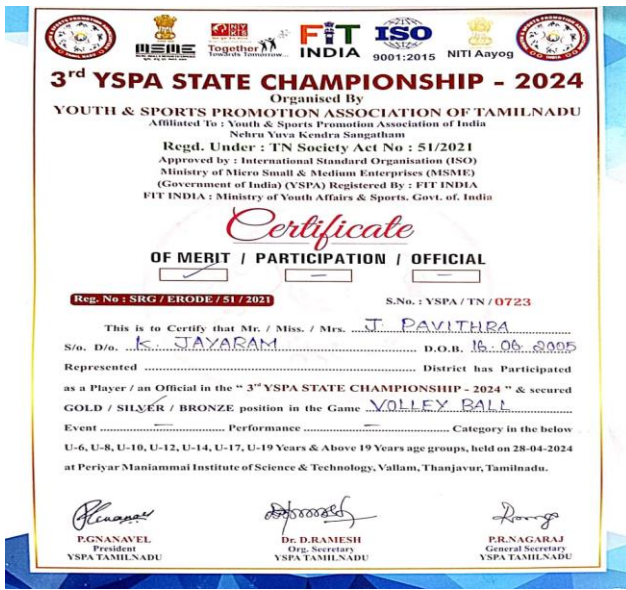 MSME
NYKS
Together
Towards Tomorrow...
FIT
INDIA
ISO
9001:2015
NITI Aayog
3rd YSPA STATE CHAMPIONSHIP - 2024
Organised By
YOUTH & SPORTS PROMOTION ASSOCIATION OF TAMILNADU
Affiliated To : Youth & Sports Promotion Association of India
Nehru Yuva Kendra Sangatham
Regd. Under : TN Society Act No : 51/2021
Approved by : International Standard Organisation (ISO)
Ministry of Micro Small & Medium Enterprises (MSME)
(Government of India) (YSPA) Registered By : FIT INDIA
FIT INDIA : Ministry of Youth Affairs & Sports. Govt. of. India
Certificate
OF MERIT / PARTICIPATION / OFFICIAL
Reg. No : SRG / ERODE / 51 / 2021 S.No. : YSPA / TN / 0723
This is to Certify that Mr. / Miss. / Mrs. J. PAVITHRA
S/o. D/o. K. JAYARAM D.O.B. 16.06.2005
Represented District has Participated
as a Player / an Official in the “ 3rd YSPA STATE CHAMPIONSHIP - 2024 ” & secured
GOLD / SILVER / BRONZE position in the Game VOLLEY BALL
Event — Performance — Category in the below
U-6, U-8, U-10, U-12, U-14, U-17, U-19 Years & Above 19 Years age groups, held on 28-04-2024
at Periyar Maniammai Institute of Science & Technology, Vallam, Thanjavur, Tamilnadu.
P.GNANAVEL Dr. D.RAMESH P.R.NAGARAJ
President Org. Secretary General Secretary
YSPA TAMILNADU YSPA TAMILNADU YSPA TAMILNADU